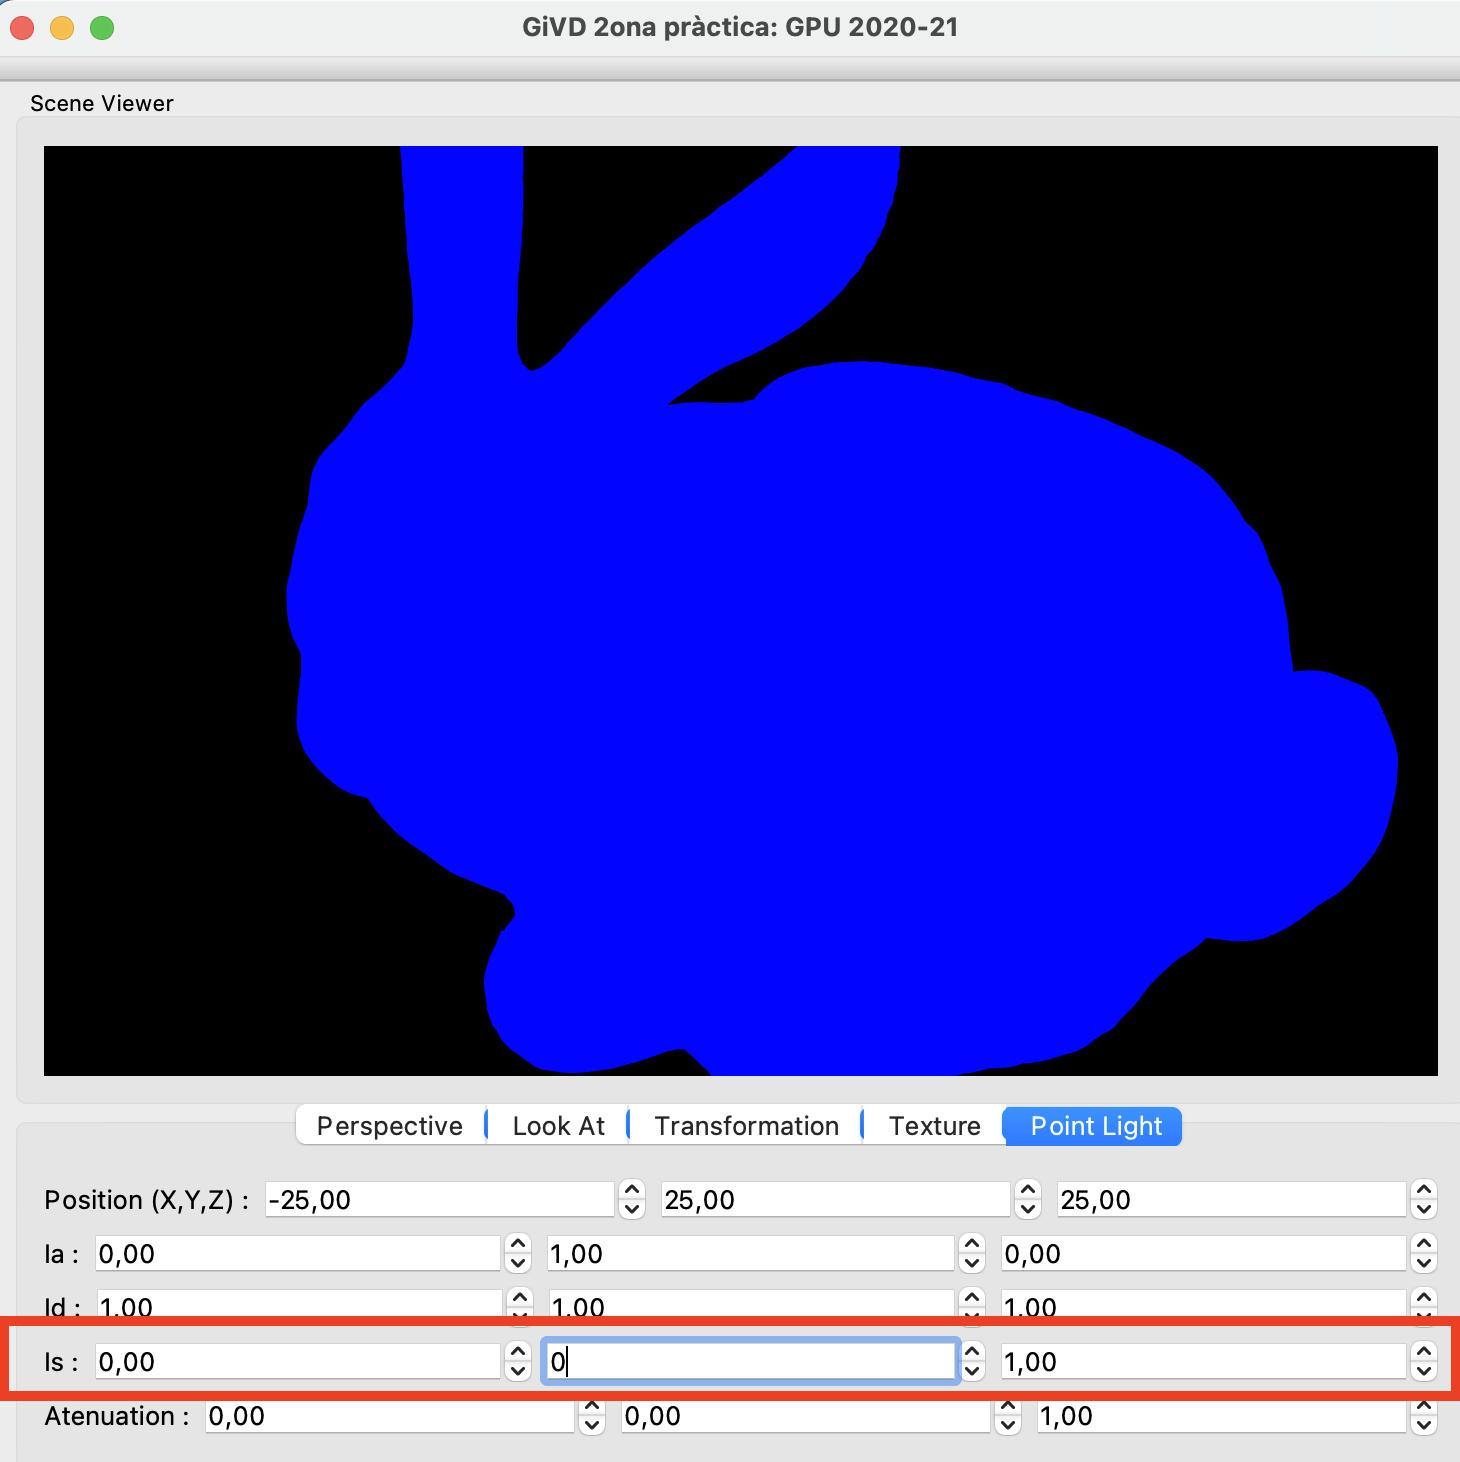 GiVD 2ona pràctica: GPU 2020-21
Scene Viewer
Perspective Look At Transformation Texture Point Light
Position (X,Y,Z) : -25,00 25,00 25,00
Ia : 0,00 1,00 0,00
Id : 1,00 1,00 1,00
Is : 0,00 0 1,00
Atenuation : 0,00 0,00 1,00